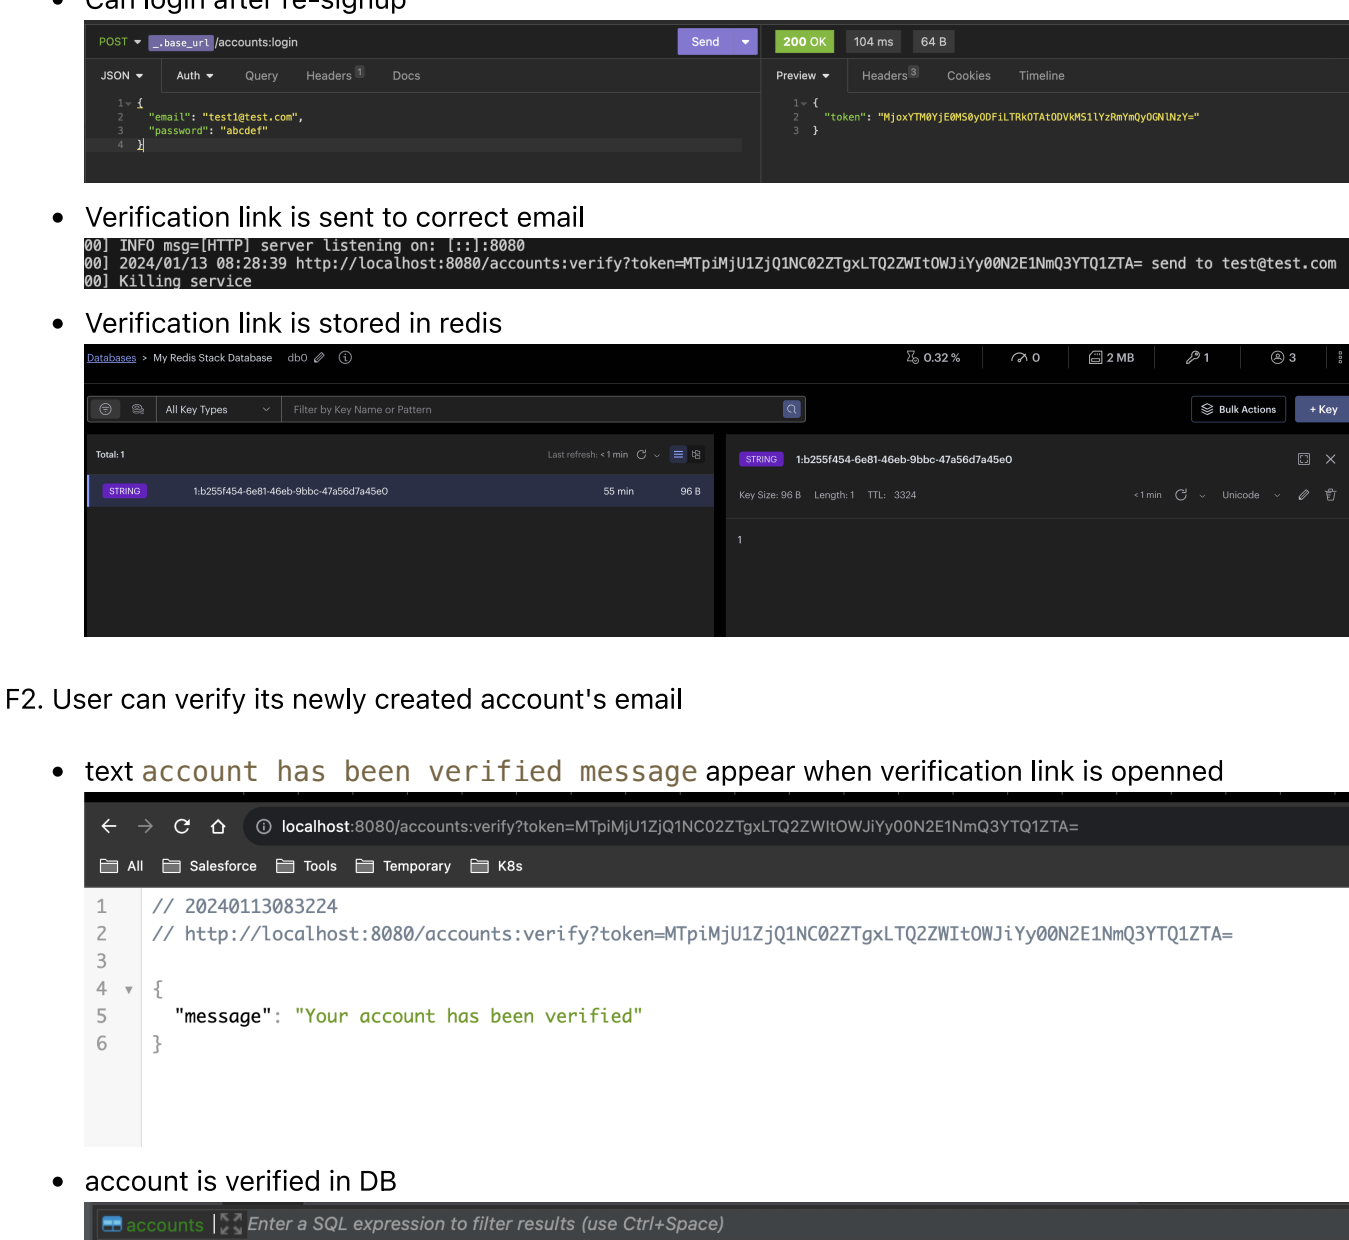 Can login after re-signup
POST _.base_url /accounts:login Send 200 OK 104 ms 64 B
JSON Auth Query Headers 1 Docs Preview Headers 3 Cookies Timeline
1 {
2 "email": "test1@test.com",
3 "password": "abcdef"
4 }
1 {
2 "token": "MjoxYTM0YjE0MS0yODFiLTRkOTAtODVkMS1lYzRmYmQyOGNlNzY="
3 }
Verification link is sent to correct email
00] INFO msg=[HTTP] server listening on: [::]:8080
00] 2024/01/13 08:28:39 http://localhost:8080/accounts:verify?token=MTpiMjU1ZjQ1NC02ZTgxLTQ2ZWItOWJiYy00N2E1NmQ3YTQ1ZTA= send to test@test.com
00] Killing service
Verification link is stored in redis
Databases > My Redis Stack Database db0 0.32 % 0 2 MB 1 3
All Key Types Filter by Key Name or Pattern Bulk Actions + Key
Total: 1 Last refresh: < 1 min
STRING 1:b255f454-6e81-46eb-9bbc-47a56d7a45e0 55 min 96 B
STRING 1:b255f454-6e81-46eb-9bbc-47a56d7a45e0
Key Size: 96 B Length: 1 TTL: 3324 < 1 min Unicode
1
F2. User can verify its newly created account's email
text account has been verified message appear when verification link is openned
localhost:8080/accounts:verify?token=MTpiMjU1ZjQ1NC02ZTgxLTQ2ZWItOWJiYy00N2E1NmQ3YTQ1ZTA=
All Salesforce Tools Temporary K8s
1 // 20240113083224
2 // http://localhost:8080/accounts:verify?token=MTpiMjU1ZjQ1NC02ZTgxLTQ2ZWItOWJiYy00N2E1NmQ3YTQ1ZTA=
3
4 {
5 "message": "Your account has been verified"
6 }
account is verified in DB
accounts Enter a SQL expression to filter results (use Ctrl+Space)